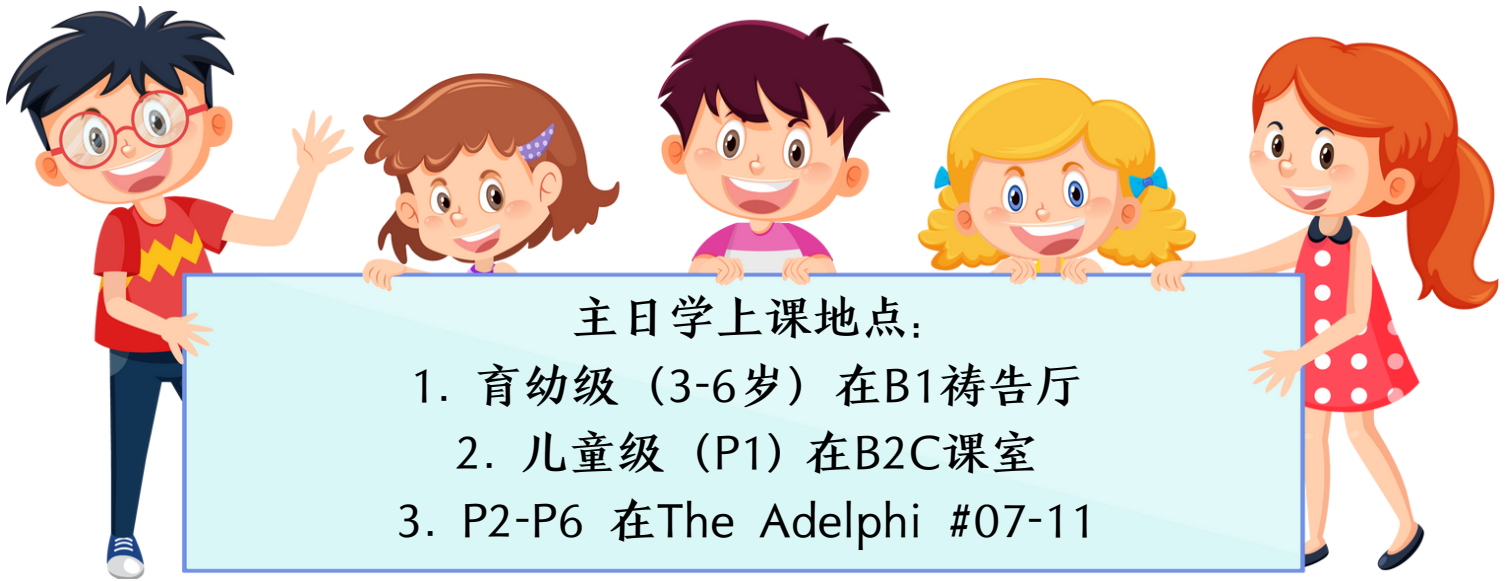 主日学上课地点:
1. 育幼级 (3-6岁) 在B1祷告厅
2. 儿童级 (P1) 在B2C课室
3. P2-P6 在The Adelphi #07-11